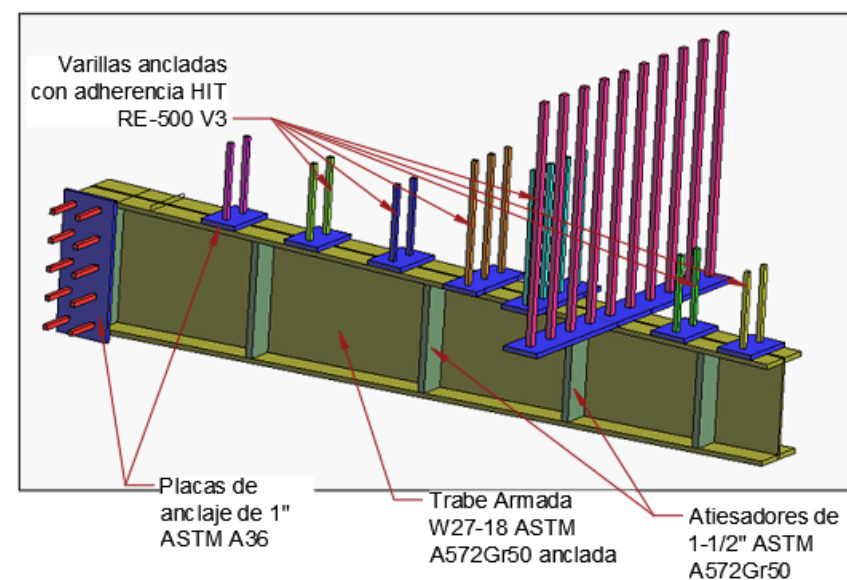 Varillas ancladas
con adherencia HIT
RE-500 V3
Placas de
anclaje de 1"
ASTM A36
Trabe Armada
W27-18 ASTM
A572Gr50 anclada
Atiesadores de
1-1/2" ASTM
A572Gr50